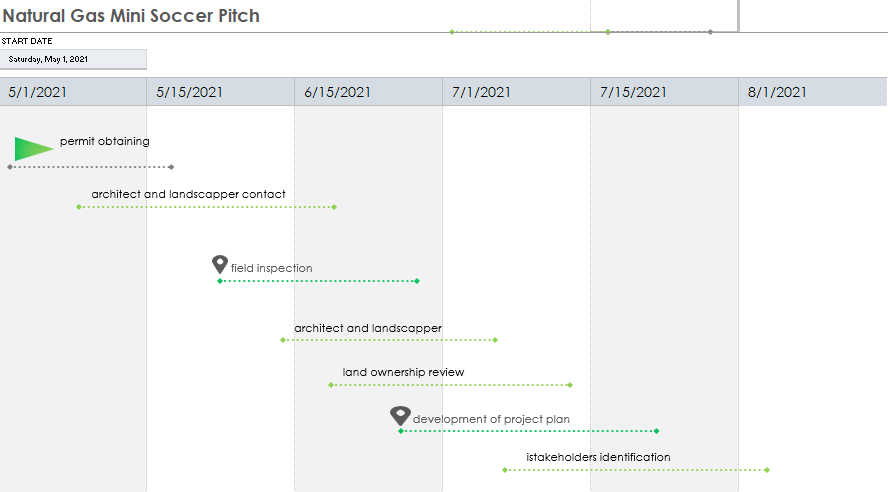 Natural Gas Mini Soccer Pitch
START DATE
Saturday, May 1, 2021
5/1/2021 5/15/2021 6/15/2021 7/1/2021 7/15/2021 8/1/2021
permit obtaining
architect and landscapper contact
field inspection
architect and landscapper
land ownership review
development of project plan
istakeholders identification